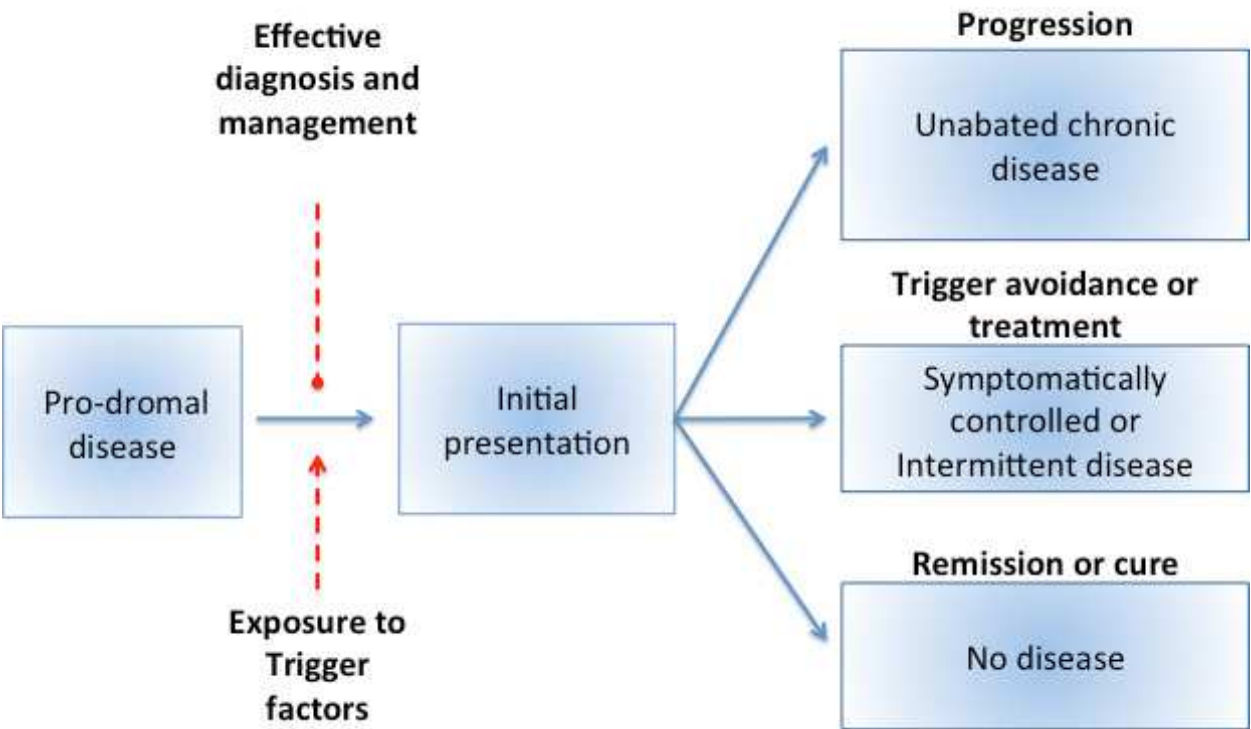 Effective
diagnosis and
management
Pro-dromal
disease
Exposure to
Trigger
factors
Initial
presentation
Progression
Unabated chronic
disease
Trigger avoidance or
treatment
Symptomatically
controlled or
Intermittent disease
Remission or cure
No disease